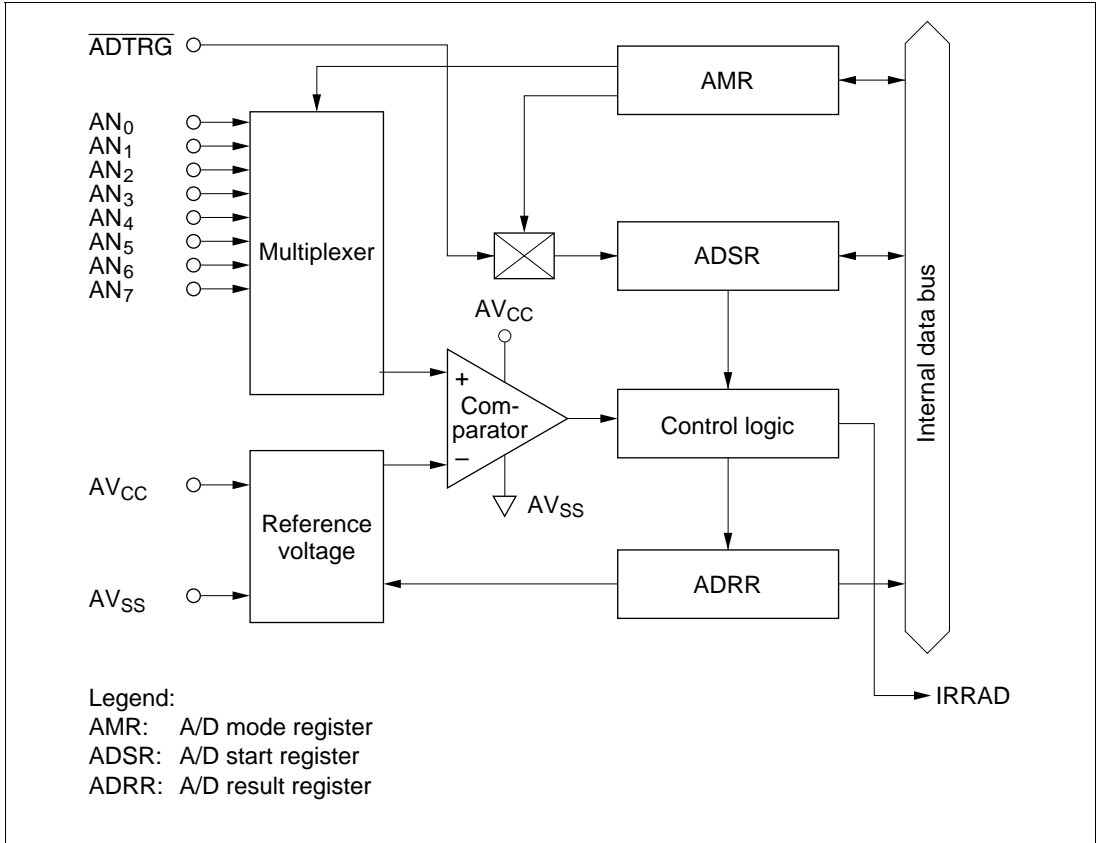 ADTRG
AN0
AN1
AN2
AN3
AN4
AN5
AN6
AN7
Multiplexer
AMR
ADSR
Internal data bus
AVCC
+
Com-
parator
−
AVSS
Control logic
AVCC
AVSS
Reference
voltage
ADRR
IRRAD
Legend:
AMR: A/D mode register
ADSR: A/D start register
ADRR: A/D result register